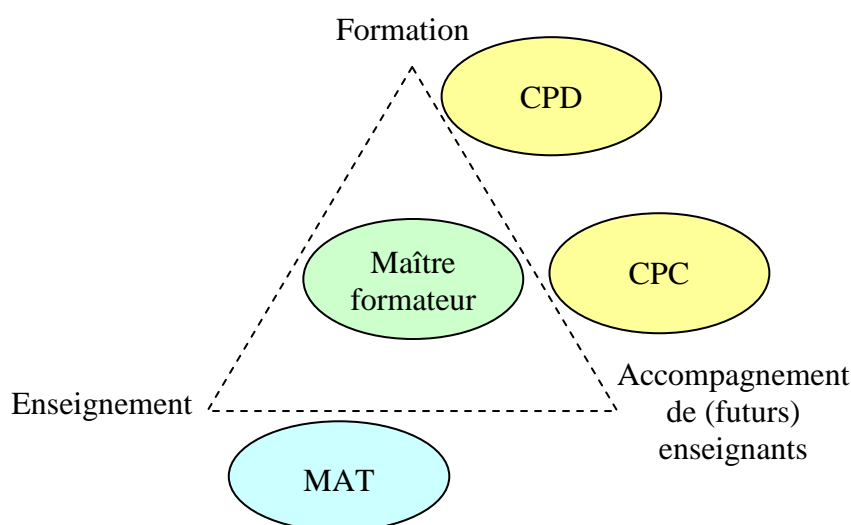 Formation
CPD
Maître
formateur
CPC
Enseignement
Accompagnement
de (futurs)
enseignants
MAT